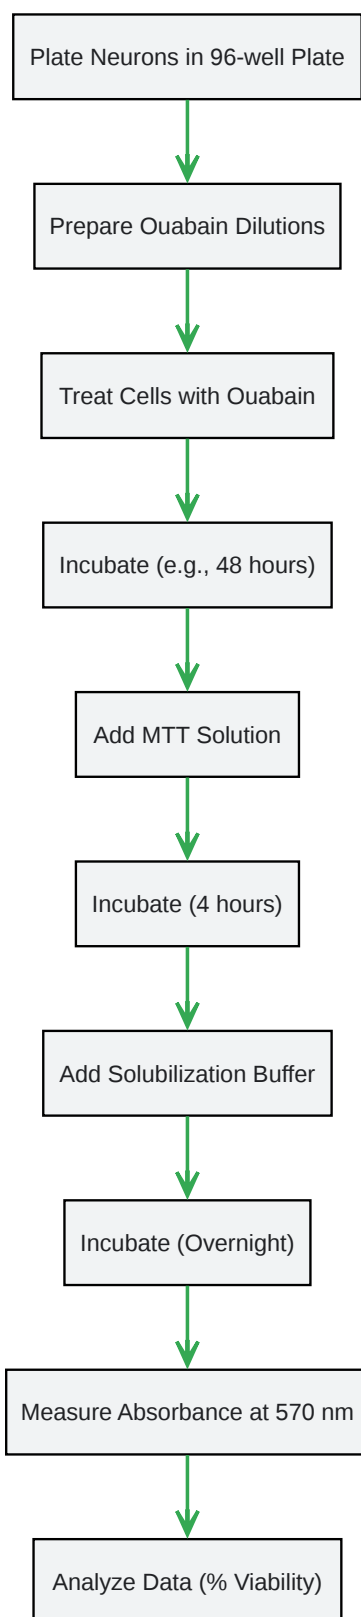 Plate Neurons in 96-well Plate
Prepare Ouabain Dilutions
Treat Cells with Ouabain
Incubate (e.g., 48 hours)
Add MTT Solution
Incubate (4 hours)
Add Solubilization Buffer
Incubate (Overnight)
Measure Absorbance at 570 nm
Analyze Data (% Viability)